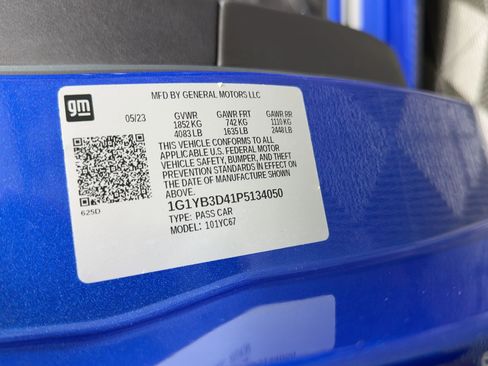 gm
MFD BY GENERAL MOTORS LLC
05/23 GVWR GAWR FRT GAWR RR
1852 KG 742 KG 1110 KG
4083 LB 1635 LB 2448 LB
THIS VEHICLE CONFORMS TO ALL
APPLICABLE U.S. FEDERAL MOTOR
VEHICLE SAFETY, BUMPER, AND THEFT
PREVENTION STANDARDS IN EFFECT ON
THE DATE OF MANUFACTURE SHOWN
ABOVE.
625D
1G1YB3D41P5134050
TYPE: PASS CAR
MODEL: 101YC67